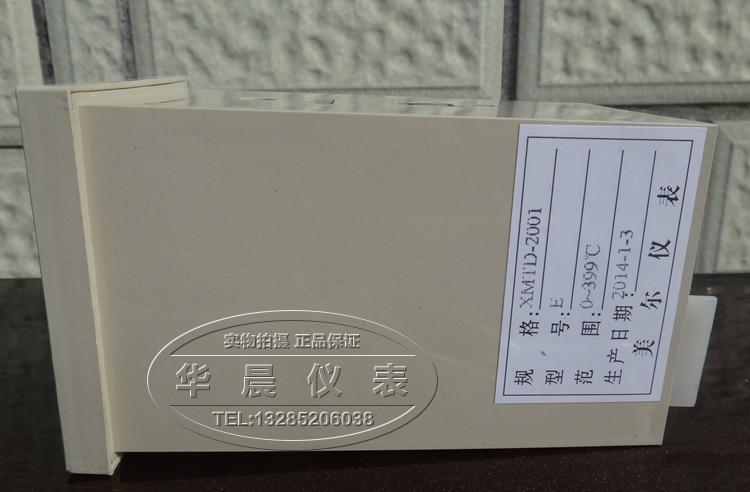 规格:XMTD-2001
型号:E
范围:0~399℃
生产日期:2014-1-3
美尔仪表
实物拍摄 正品保证
华晨仪表
TEL:13285206038